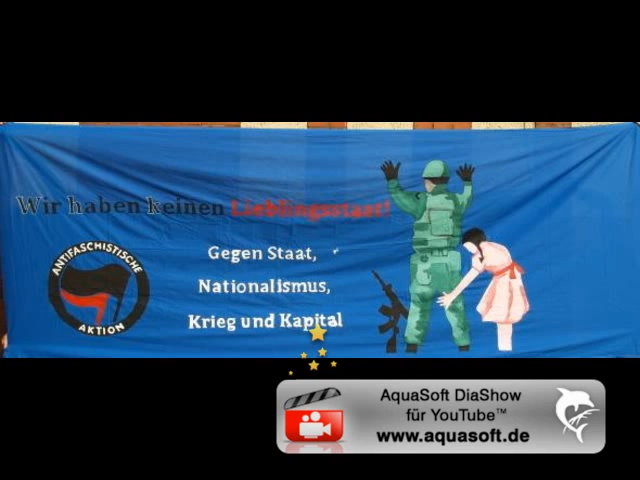 Wir haben keinen Lieblingsstaat!
ANTIFASCHISTISCHE
AKTION
Gegen Staat,
Nationalismus,
Krieg und Kapital
AquaSoft DiaShow
für YouTube™
www.aquasoft.de